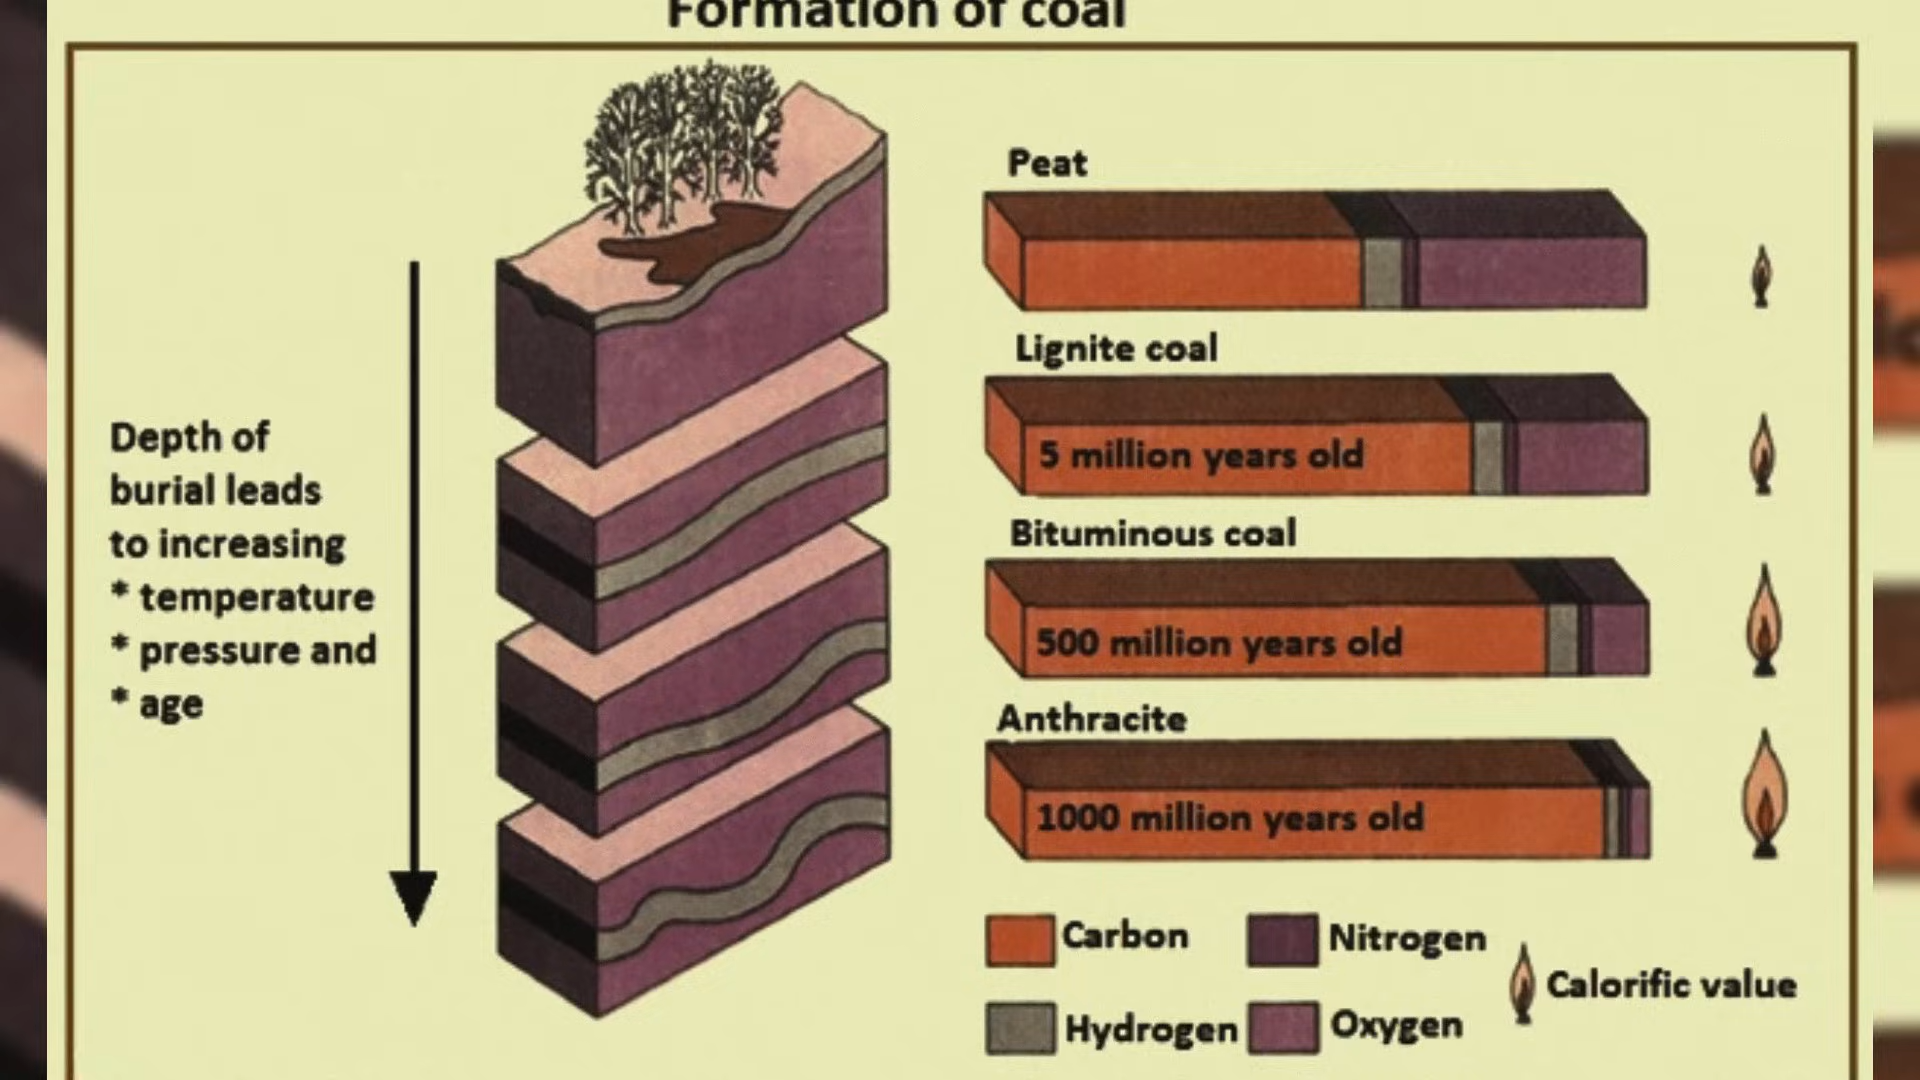 Formation of coal
Depth of
burial leads
to increasing
* temperature
* pressure and
* age
Peat
Lignite coal
5 million years old
Bituminous coal
500 million years old
Anthracite
1000 million years old
Carbon
Nitrogen
Hydrogen
Oxygen
Calorific value